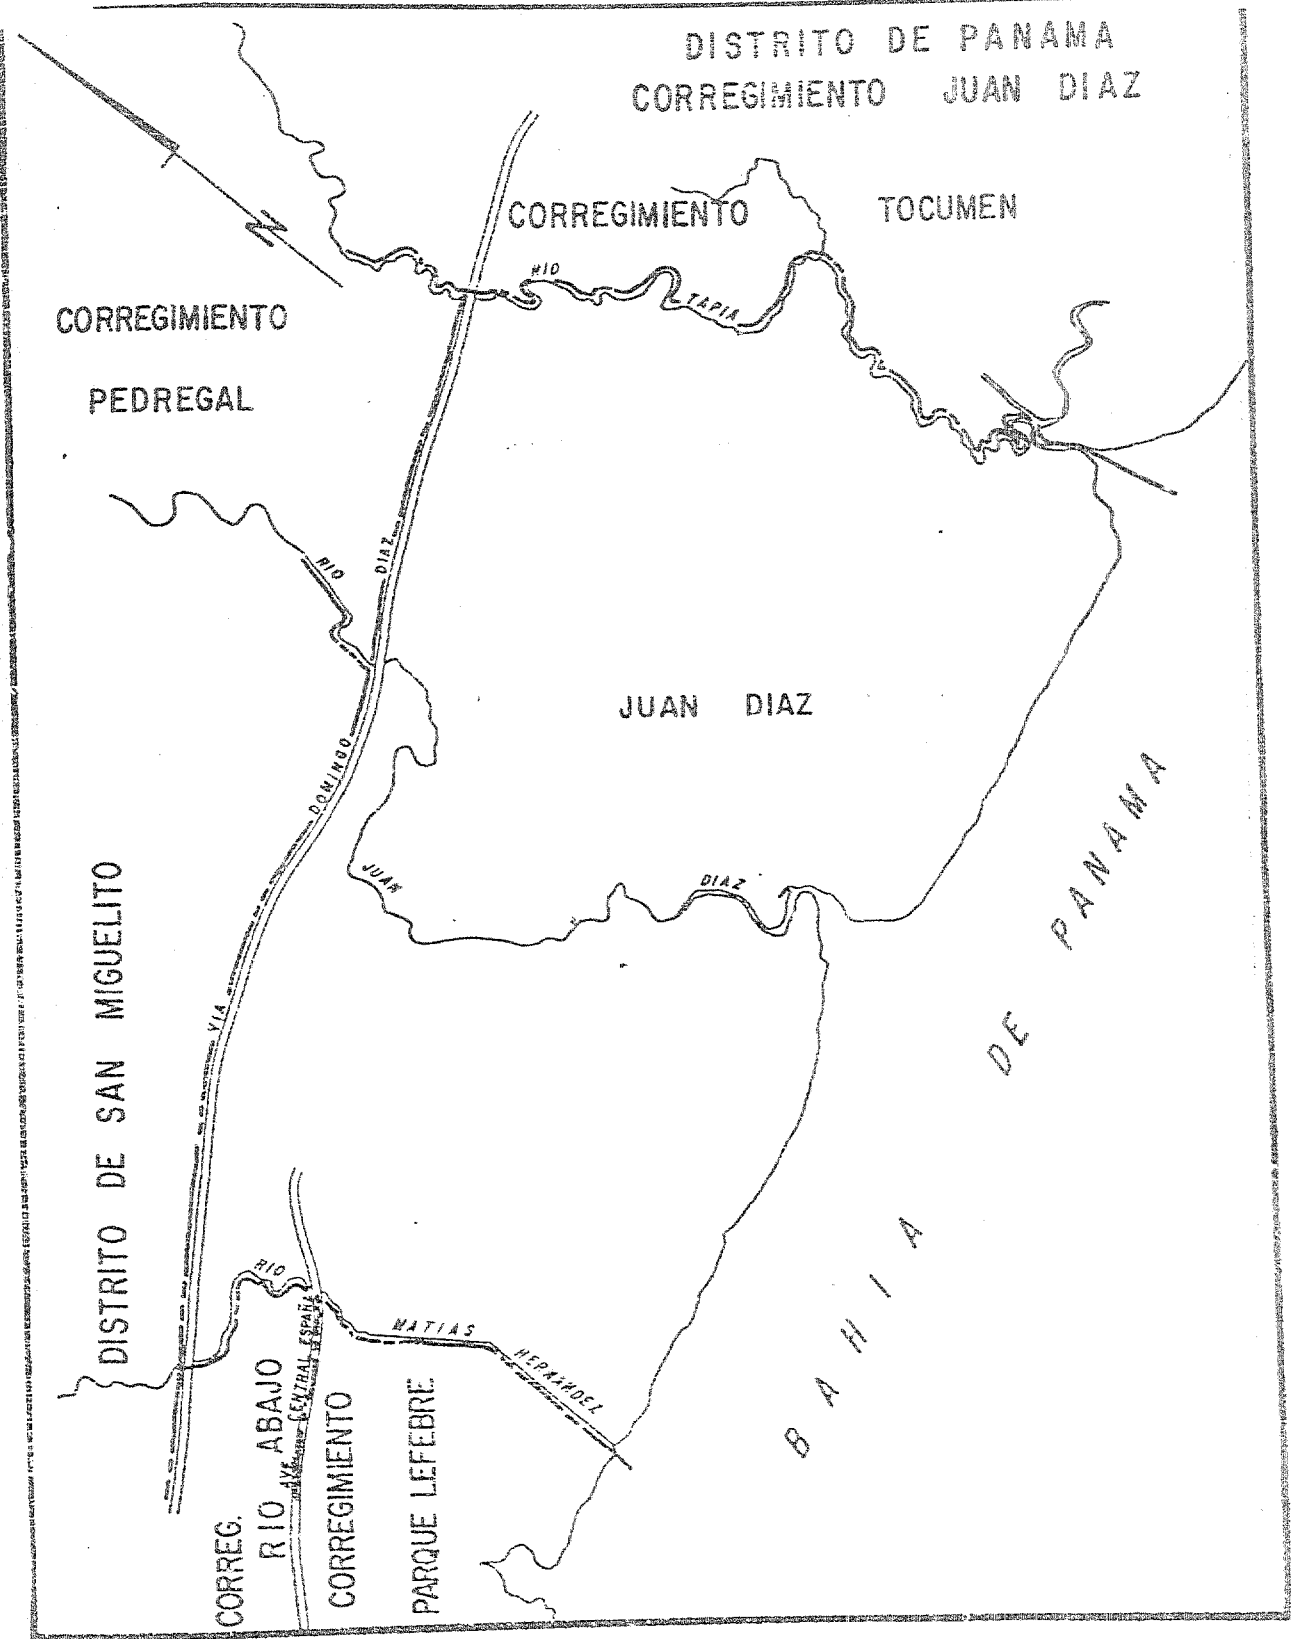 DISTRITO DE PANAMA
CORREGIMIENTO JUAN DIAZ
CORREGIMIENTO TOCUMEN
N
RIO TAPIA
CORREGIMIENTO
PEDREGAL
RIO
JUAN DIAZ
VIA DOMINGO DIAZ
JUAN DIAZ
DISTRITO DE SAN MIGUELITO
BAHIA DE PANAMA
RIO MATIAS HERNANDEZ
AVE. CENTRAL ESPAÑA
CORREG.
RIO ABAJO
CORREGIMIENTO
PARQUE LEFEBRE